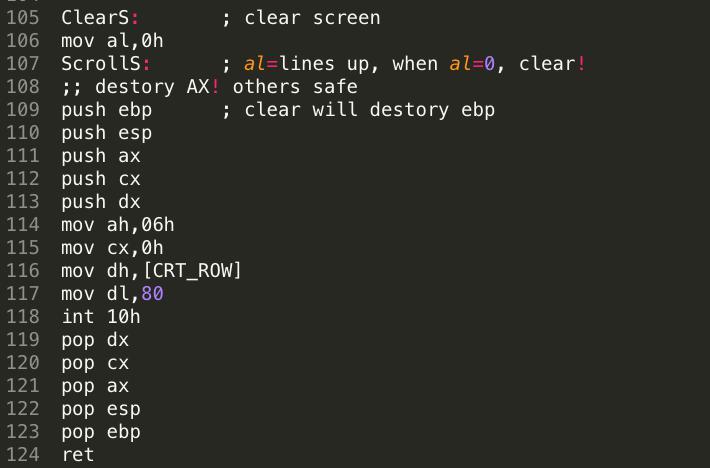 105 ClearS:       ; clear screen
106 mov al,0h
107 ScrollS:      ; al=lines up, when al=0, clear!
108 ;; destory AX! others safe
109 push ebp      ; clear will destory ebp
110 push esp
111 push ax
112 push cx
113 push dx
114 mov ah,06h
115 mov cx,0h
116 mov dh,[CRT_ROW]
117 mov dl,80
118 int 10h
119 pop dx
120 pop cx
121 pop ax
122 pop esp
123 pop ebp
124 ret